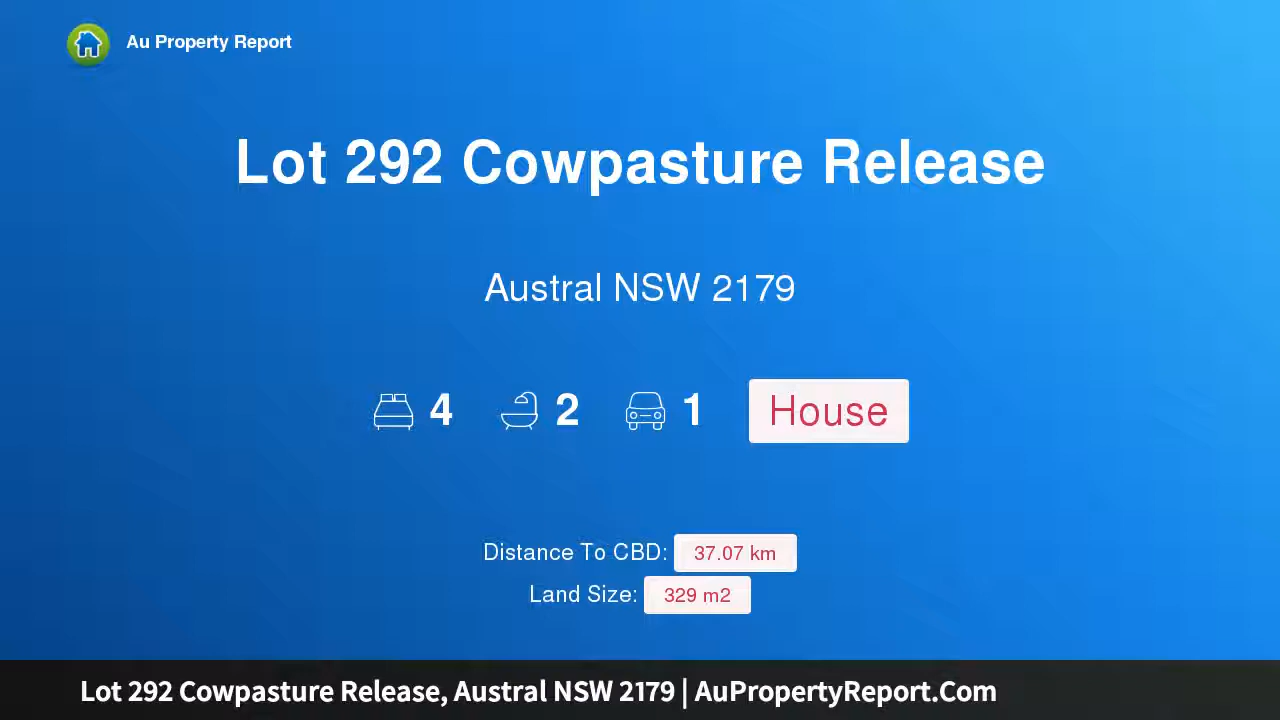 Au Property Report
Lot 292 Cowpasture Release
Austral NSW 2179
4 2 1 House
Distance To CBD: 37.07 km
Land Size: 329 m2
Lot 292 Cowpasture Release, Austral NSW 2179 | AuPropertyReport.Com